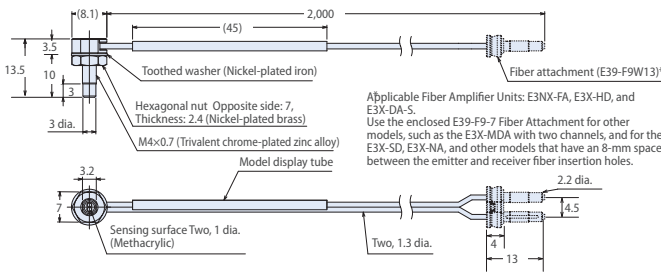 (8.1)
2,000
(45)
3.5
13.5
10
3
3 dia.
Toothed washer (Nickel-plated iron)
Hexagonal nut Opposite side: 7,
Thickness: 2.4 (Nickel-plated brass)
M4×0.7 (Trivalent chrome-plated zinc alloy)
Fiber attachment (E39-F9W13)*
*Applicable Fiber Amplifier Units: E3NX-FA, E3X-HD, and
E3X-DA-S.
Use the enclosed E39-F9-7 Fiber Attachment for other
models, such as the E3X-MDA with two channels, and for the
E3X-SD, E3X-NA, and other models that have an 8-mm space
between the emitter and receiver fiber insertion holes.
3.2
Model display tube
2.2 dia.
7
4.5
Sensing surface Two, 1 dia.
(Methacrylic)
Two, 1.3 dia.
4
13